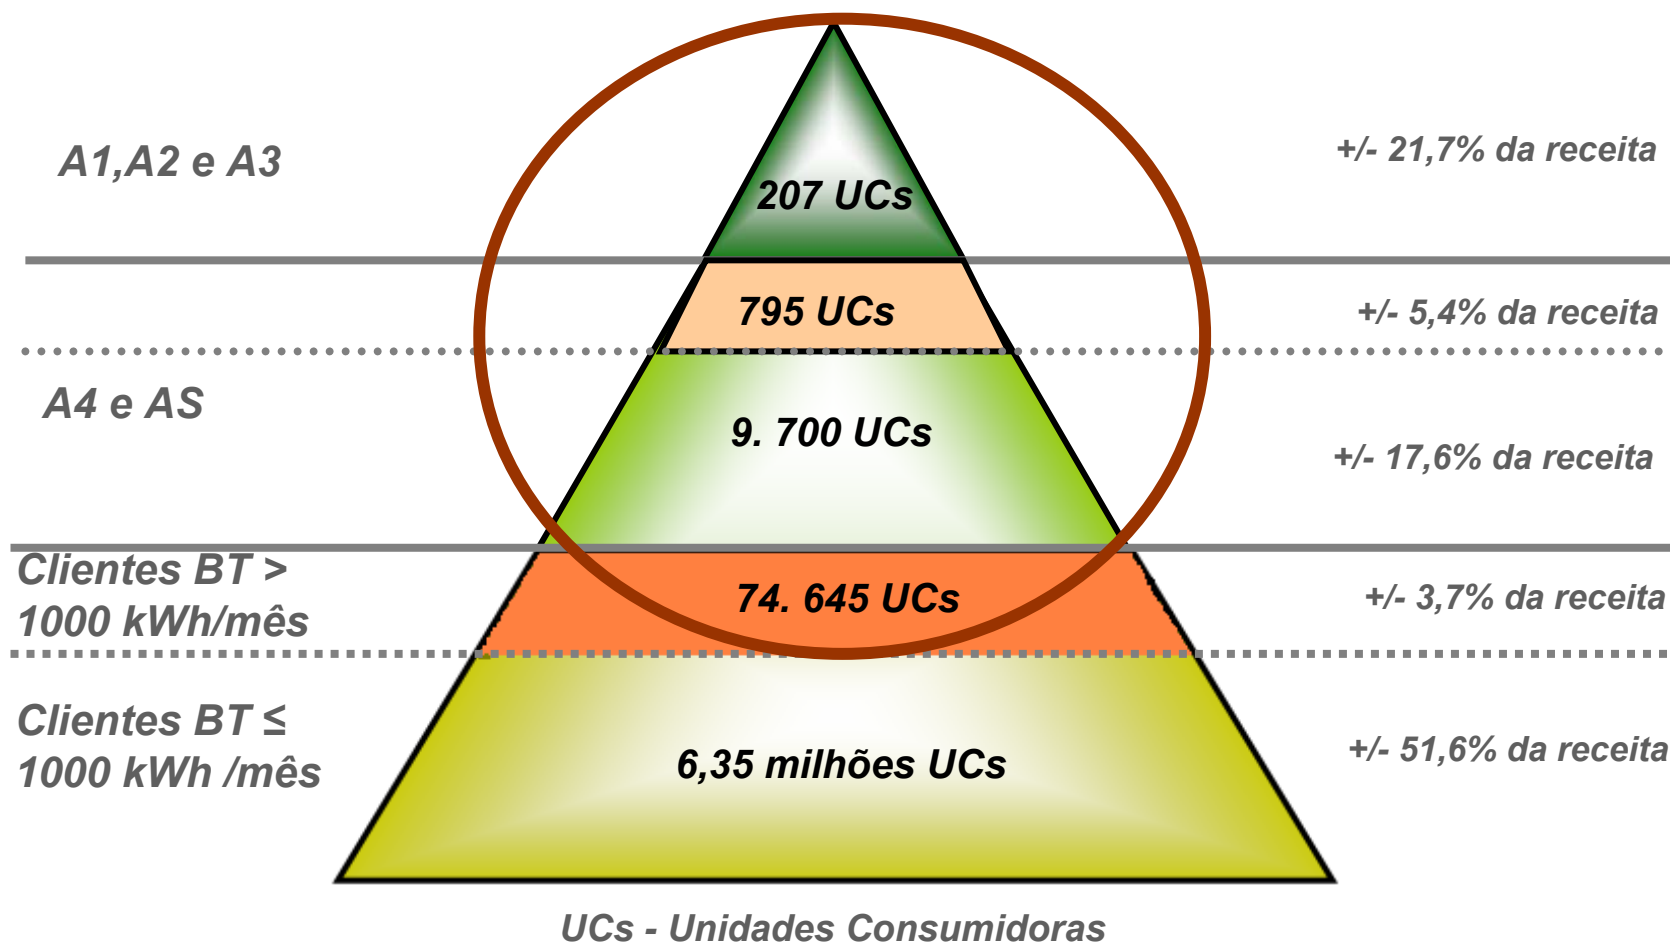 A1,A2 e A3
207 UCs
+/- 21,7% da receita
795 UCs
+/- 5,4% da receita
A4 e AS
9. 700 UCs
+/- 17,6% da receita
Clientes BT >
1000 kWh/mês
74. 645 UCs
+/- 3,7% da receita
Clientes BT ≤
1000 kWh /mês
6,35 milhões UCs
+/- 51,6% da receita
UCs - Unidades Consumidoras